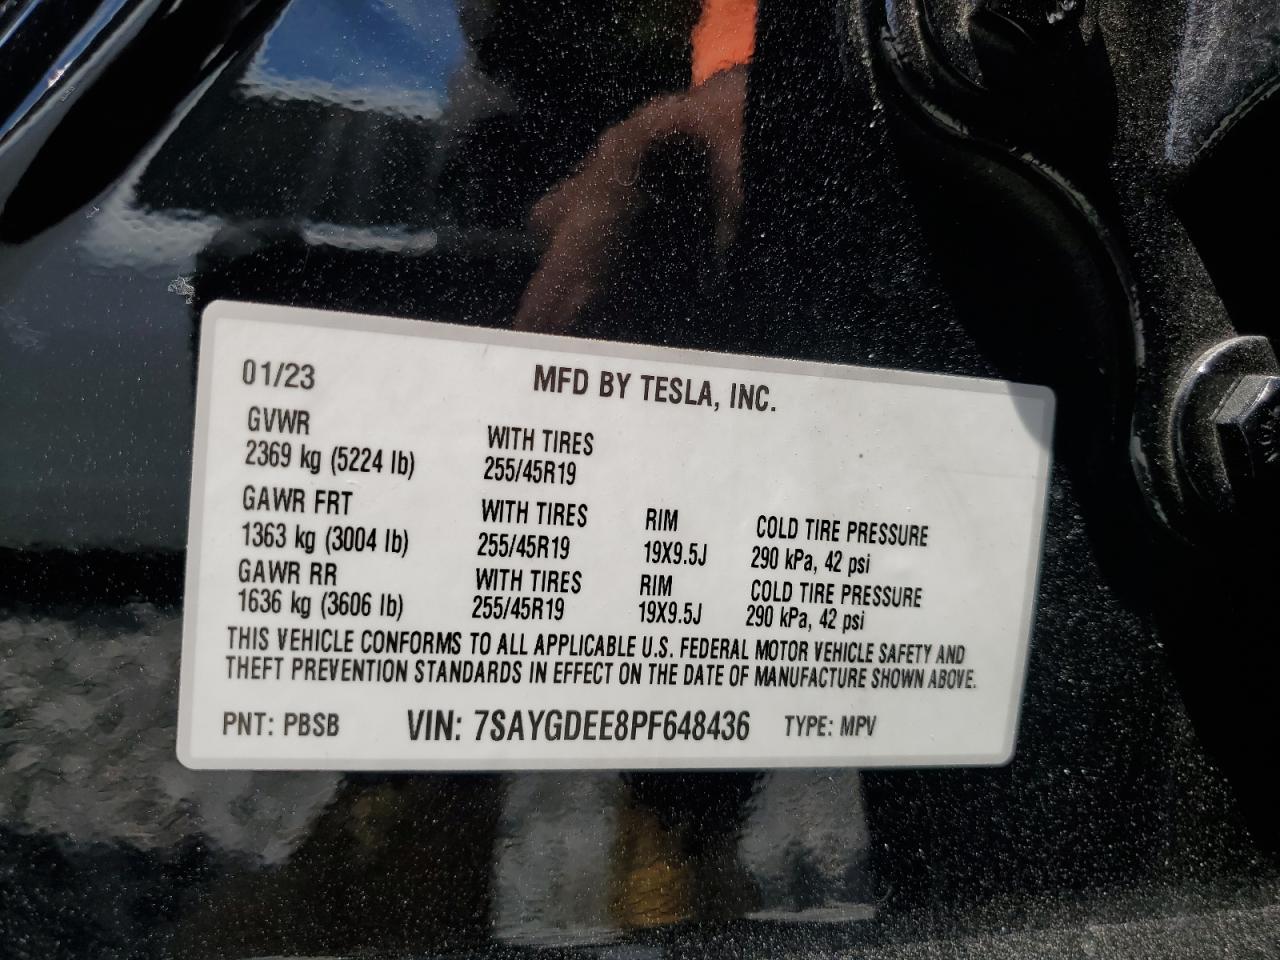 01/23 MFD BY TESLA, INC.
GVWR
2369 kg (5224 lb) WITH TIRES
255/45R19
GAWR FRT WITH TIRES RIM COLD TIRE PRESSURE
1363 kg (3004 lb) 255/45R19 19X9.5J 290 kPa, 42 psi
GAWR RR WITH TIRES RIM COLD TIRE PRESSURE
1636 kg (3606 lb) 255/45R19 19X9.5J 290 kPa, 42 psi
THIS VEHICLE CONFORMS TO ALL APPLICABLE U.S. FEDERAL MOTOR VEHICLE SAFETY AND
THEFT PREVENTION STANDARDS IN EFFECT ON THE DATE OF MANUFACTURE SHOWN ABOVE.
PNT: PBSB VIN: 7SAYGDEE8PF648436 TYPE: MPV